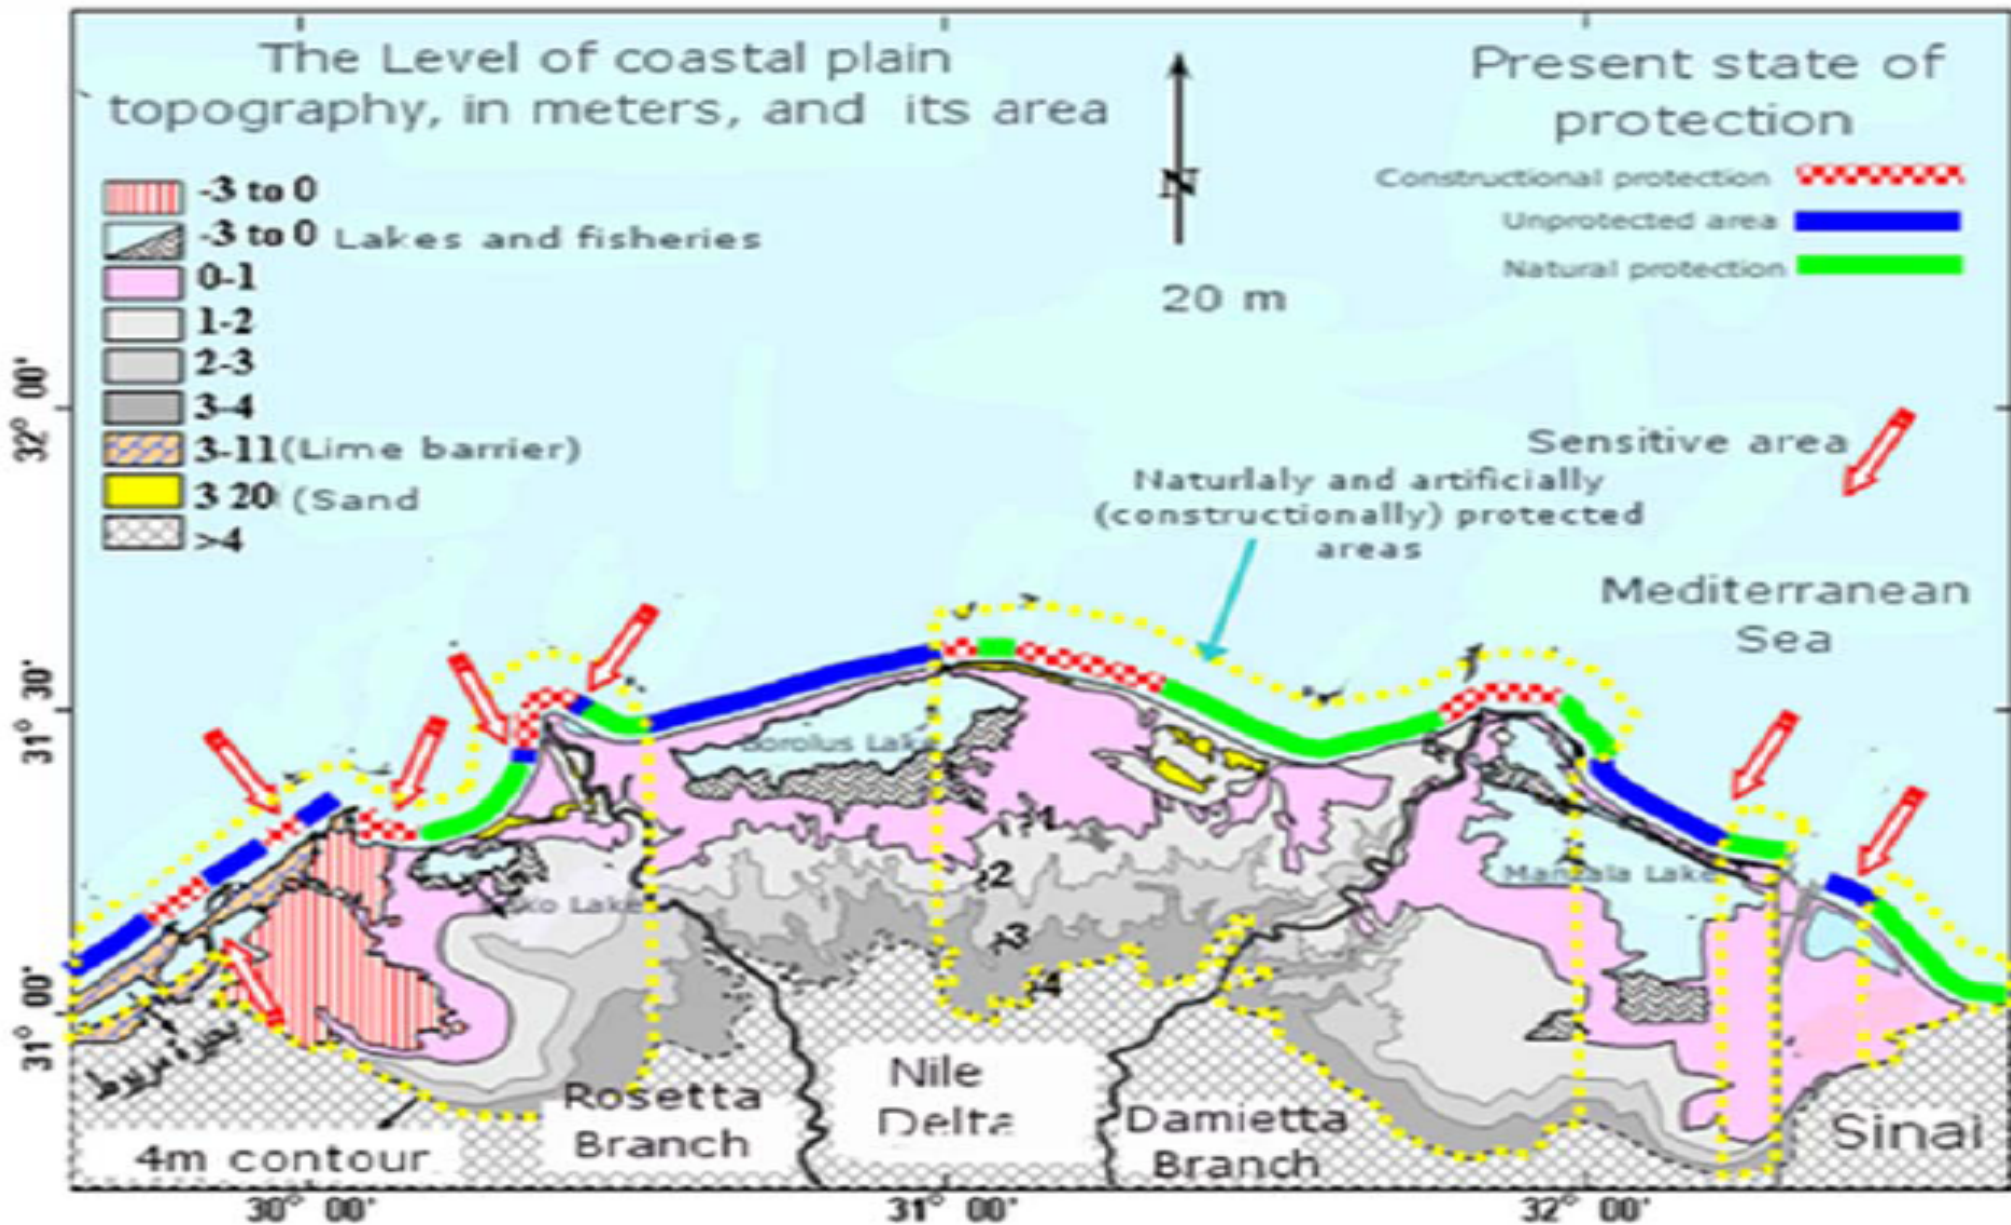 The Level of coastal plain
topography, in meters, and its area
-3 to 0
-3 to 0 Lakes and fisheries
0-1
1-2
2-3
3-4
3-11(Lime barrier)
3 20 (Sand
>4
N
20 m
Present state of
protection
Constructional protection
Unprotected area
Natural protection
Sensitive area
Naturlaly and artificially
(constructionally) protected
areas
Mediterranean
Sea
Borolus Lake
Manzala Lake
ko Lake
1
2
3
4
Rosetta
Branch
Nile
Delta
Damietta
Branch
Sinai
4m contour
32° 00'
31° 30'
31° 00'
30° 00'
31° 00'
32° 00'